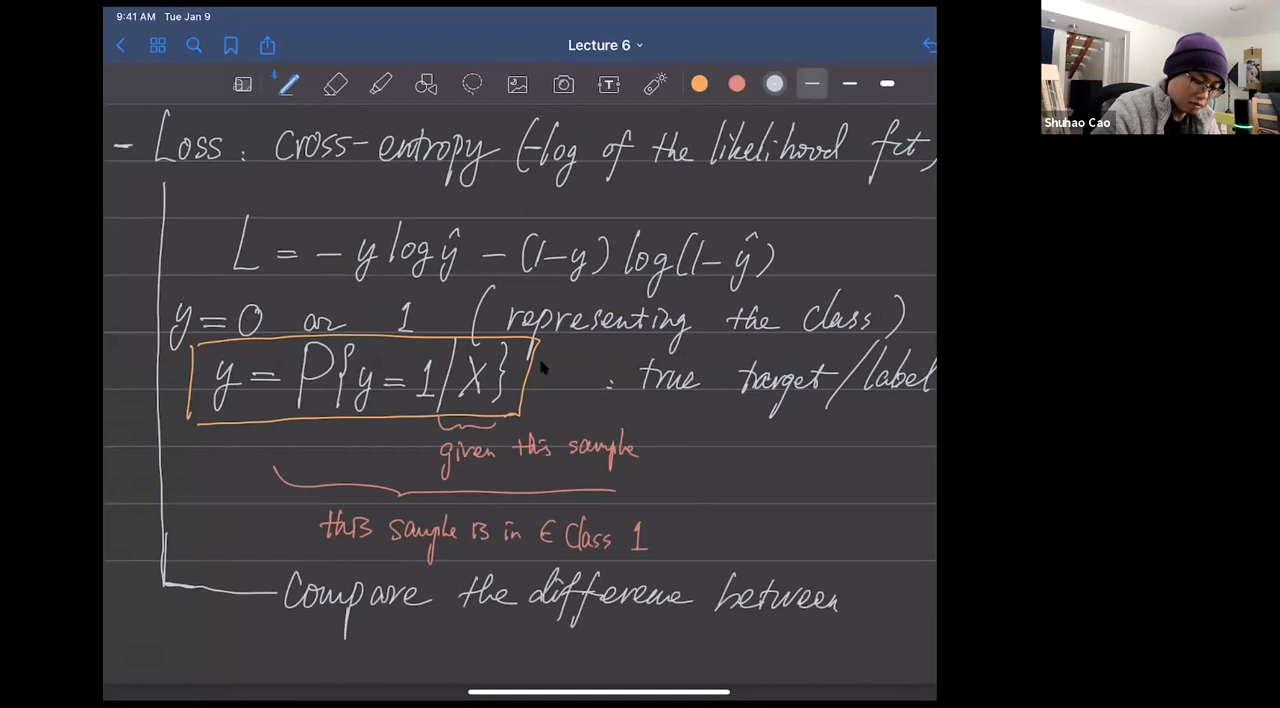 9:41 AM Tue Jan 9
Lecture 6
Shuhao Cao
- Loss: cross-entropy (-log of the likelihood fct)
L = - y log ŷ - (1-y) log(1- ŷ)
y = 0 or 1 (representing the class)
y = P{y = 1 | X} : true target/label
given this sample
this sample is in ∈ Class 1
Compare the difference between